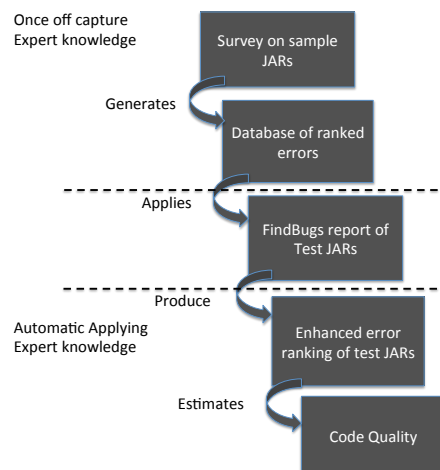 Once off capture
Expert knowledge
Survey on sample
JARs
Generates
Database of ranked
errors
Applies
FindBugs report of
Test JARs
Produce
Automatic Applying
Expert knowledge
Enhanced error
ranking of test JARs
Estimates
Code Quality